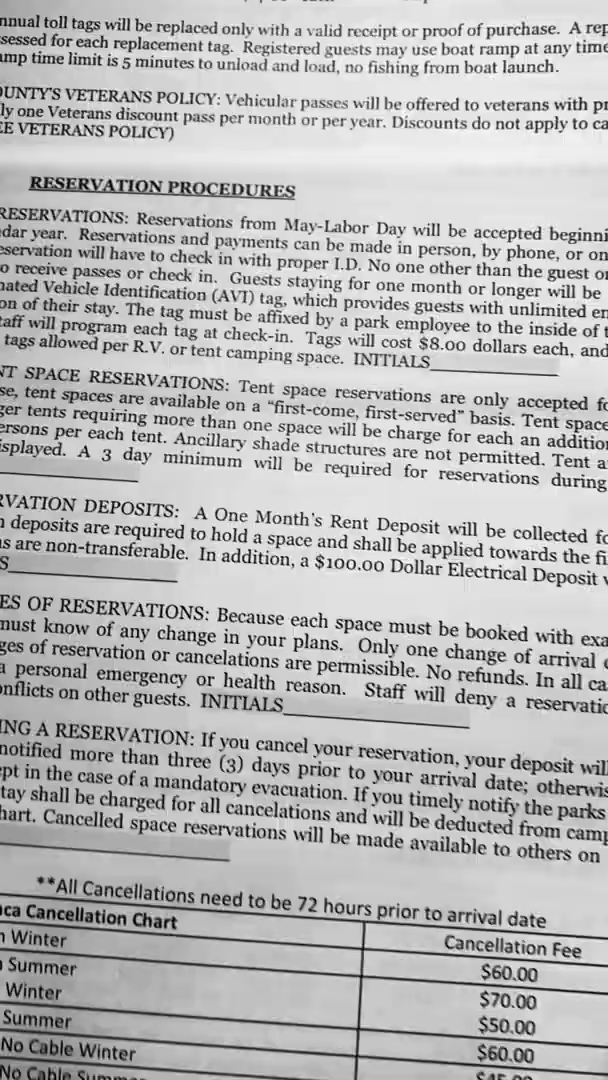 nnual toll tags will be replaced only with a valid receipt or proof of purchase. A rep
sessed for each replacement tag. Registered guests may use boat ramp at any time
amp time limit is 5 minutes to unload and load, no fishing from boat launch.
OUNTY'S VETERANS POLICY: Vehicular passes will be offered to veterans with pr
ly one Veterans discount pass per month or per year. Discounts do not apply to ca
EE VETERANS POLICY)
RESERVATION PROCEDURES
RESERVATIONS: Reservations from May-Labor Day will be accepted beginni
dar year. Reservations and payments can be made in person, by phone, or on
eservation will have to check in with proper I.D. No one other than the guest or
o receive passes or check in. Guests staying for one month or longer will be
nated Vehicle Identification (AVI) tag, which provides guests with unlimited en
on of their stay. The tag must be affixed by a park employee to the inside of t
taff will program each tag at check-in. Tags will cost $8.00 dollars each, and
tags allowed per R.V. or tent camping space. INITIALS
NT SPACE RESERVATIONS: Tent space reservations are only accepted fo
se, tent spaces are available on a "first-come, first-served" basis. Tent space
ger tents requiring more than one space will be charge for each an addition
ersons per each tent. Ancillary shade structures are not permitted. Tent a
isplayed. A 3 day minimum will be required for reservations during
RVATION DEPOSITS: A One Month's Rent Deposit will be collected fo
n deposits are required to hold a space and shall be applied towards the fi
ns are non-transferable. In addition, a $100.00 Dollar Electrical Deposit w
S
ES OF RESERVATIONS: Because each space must be booked with exa
must know of any change in your plans. Only one change of arrival o
ges of reservation or cancelations are permissible. No refunds. In all ca
a personal emergency or health reason. Staff will deny a reservatio
onflicts on other guests. INITIALS
ING A RESERVATION: If you cancel your reservation, your deposit will
notified more than three (3) days prior to your arrival date; otherwis
ept in the case of a mandatory evacuation. If you timely notify the parks
tay shall be charged for all cancelations and will be deducted from camp
hart. Cancelled space reservations will be made available to others on
**All Cancellations need to be 72 hours prior to arrival date
aca Cancellation Chart Cancellation Fee
n Winter $60.00
n Summer $70.00
Winter $50.00
Summer $60.00
No Cable Winter $45.00
No Cable Summ